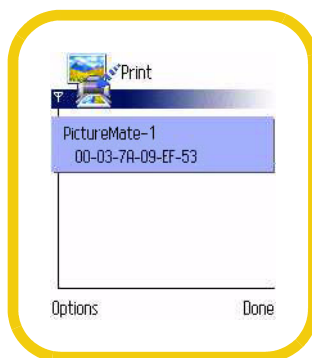 Print
PictureMate-1
00-03-7A-09-EF-53
Options Done